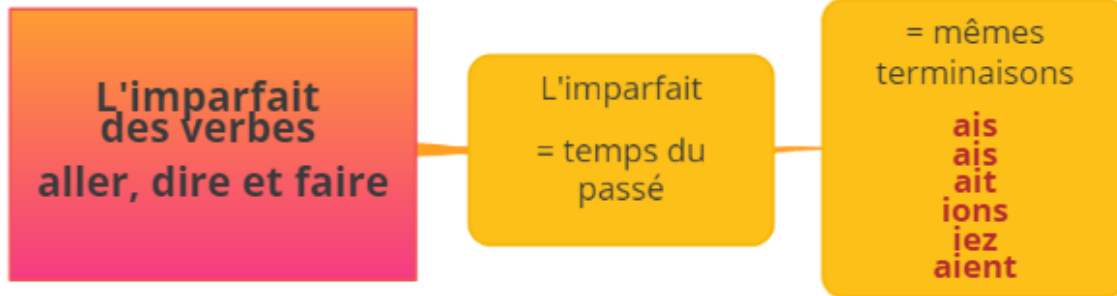 L'imparfait
des verbes
aller, dire et faire
L'imparfait
= temps du
passé
= mêmes
terminaisons
ais
ais
ait
ions
iez
aient